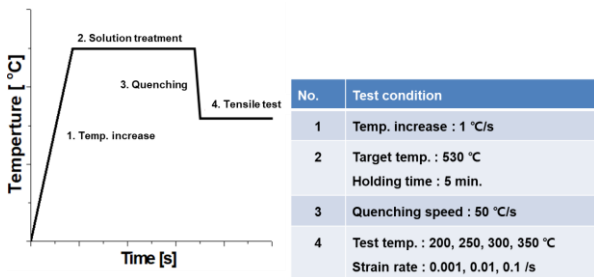 2. Solution treatment
3. Quenching
4. Tensile test
1. Temp. increase
Temperture [ °C]
Time [s]
No. Test condition
1 Temp. increase : 1 ℃/s
2 Target temp. : 530 ℃
Holding time : 5 min.
3 Quenching speed : 50 ℃/s
4 Test temp. : 200, 250, 300, 350 ℃
Strain rate : 0.001, 0.01, 0.1 /s